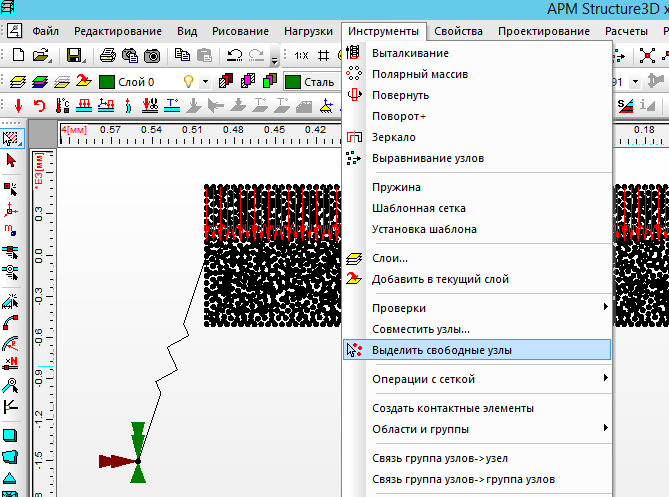 APM Structure3D x
Файл Редактирование Вид Рисование Нагрузки Инструменты Свойства Проектирование Расчеты
1:X
Слой 0
Сталь
91
4[мм] 0.57 0.54 0.51 0.48 0.45 0.42
0.18
*E3[мм]
0.3
0.0
-0.3
-0.6
-0.9
-1.2
-1.5
Выталкивание
Полярный массив
Повернуть
Поворот+
Зеркало
Выравнивание узлов
Пружина
Шаблонная сетка
Установка шаблона
Слои...
Добавить в текущий слой
Проверки
Совместить узлы...
Выделить свободные узлы
Операции с сеткой
Создать контактные элементы
Области и группы
Связь группа узлов->узел
Связь группа узлов->группа узлов